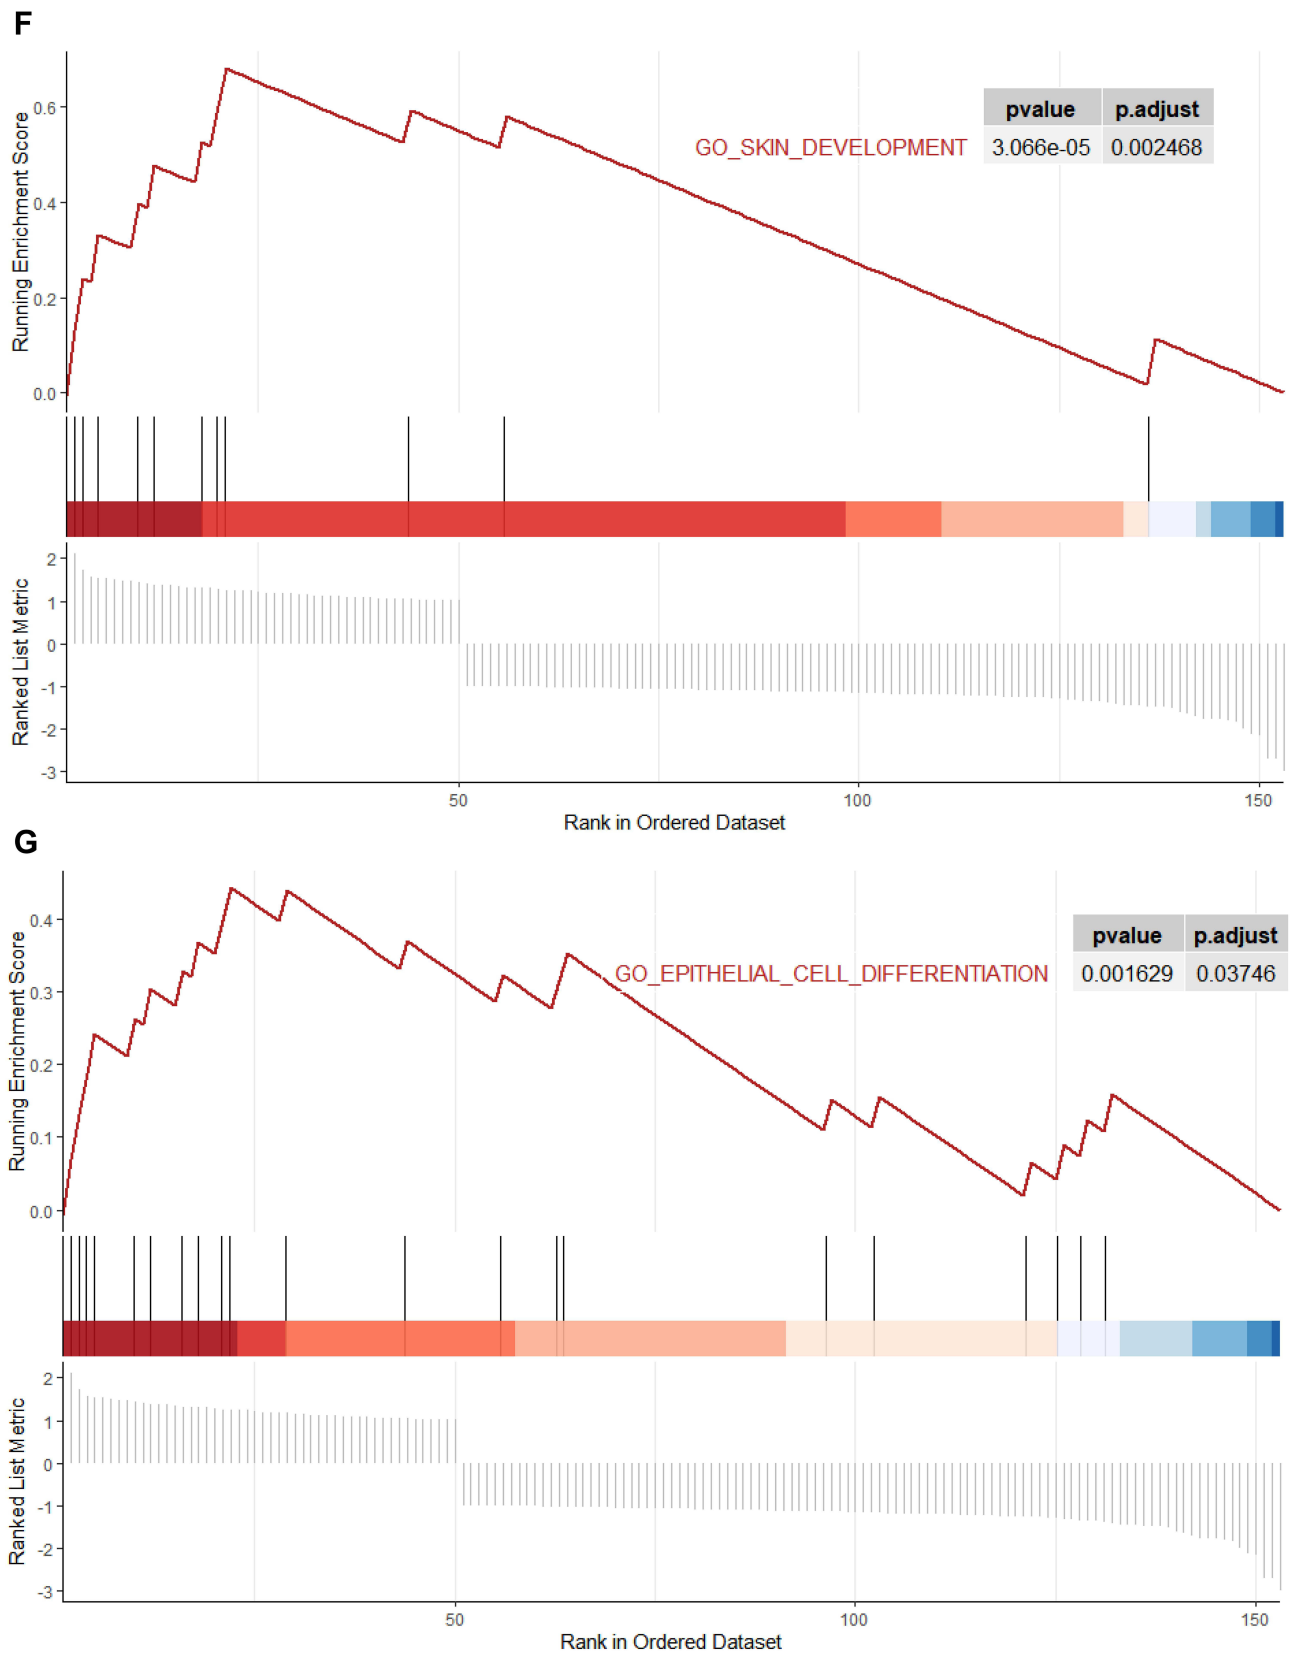 F
Running Enrichment Score
0.6
0.4
0.2
0.0
pvalue p.adjust
GO_SKIN_DEVELOPMENT 3.066e-05 0.002468
Ranked List Metric
2
1
0
-1
-2
-3
50 100 150
Rank in Ordered Dataset
G
Running Enrichment Score
0.4
0.3
0.2
0.1
0.0
pvalue p.adjust
GO_EPITHELIAL_CELL_DIFFERENTIATION 0.001629 0.03746
Ranked List Metric
2
1
0
-1
-2
-3
50 100 150
Rank in Ordered Dataset